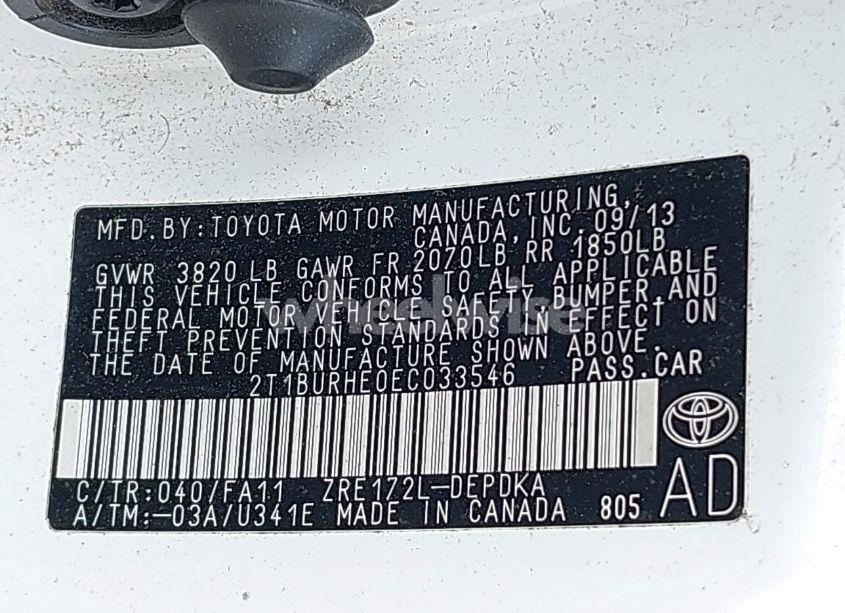 MFD.BY:TOYOTA MOTOR MANUFACTURING,
CANADA,INC.09/13
GVWR 3820 LB GAWR FR 2070LB RR 1850LB
THIS VEHICLE CONFORMS TO ALL APPLICABLE
FEDERAL MOTOR VEHICLE SAFETY,BUMPER,AND
THEFT PREVENTION STANDARDS IN EFFECT ON
THE DATE OF MANUFACTURE SHOWN ABOVE.
2T1BURHE0EC033546 PASS.CAR
C/TR:040/FA11 ZRE172L-DEPDKA
A/TM:-03A/U341E MADE IN CANADA 805 AD
wheelwise